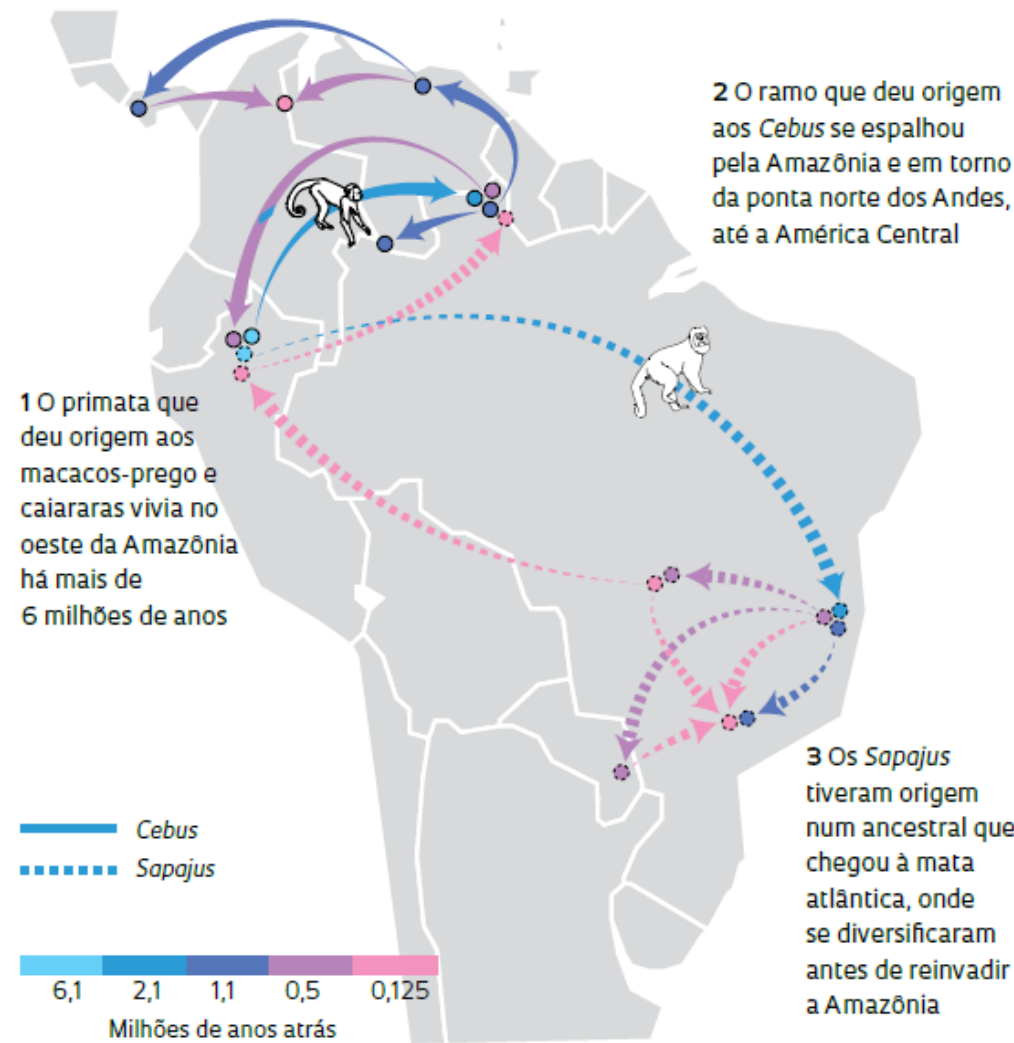 2 O ramo que deu origem
aos Cebus se espalhou
pela Amazônia e em torno
da ponta norte dos Andes,
até a América Central
1 O primata que
deu origem aos
macacos-prego e
caiararas vivia no
oeste da Amazônia
há mais de
6 milhões de anos
3 Os Sapajus
tiveram origem
num ancestral que
chegou à mata
atlântica, onde
se diversificaram
antes de reinvadir
a Amazônia
Cebus
Sapajus
6,1 2,1 1,1 0,5 0,125
Milhões de anos atrás